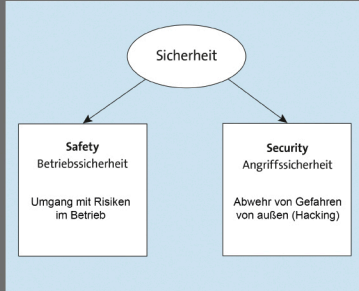 Sicherheit
Safety
Betriebssicherheit
Umgang mit Risiken
im Betrieb
Security
Angriffssicherheit
Abwehr von Gefahren
von außen (Hacking)